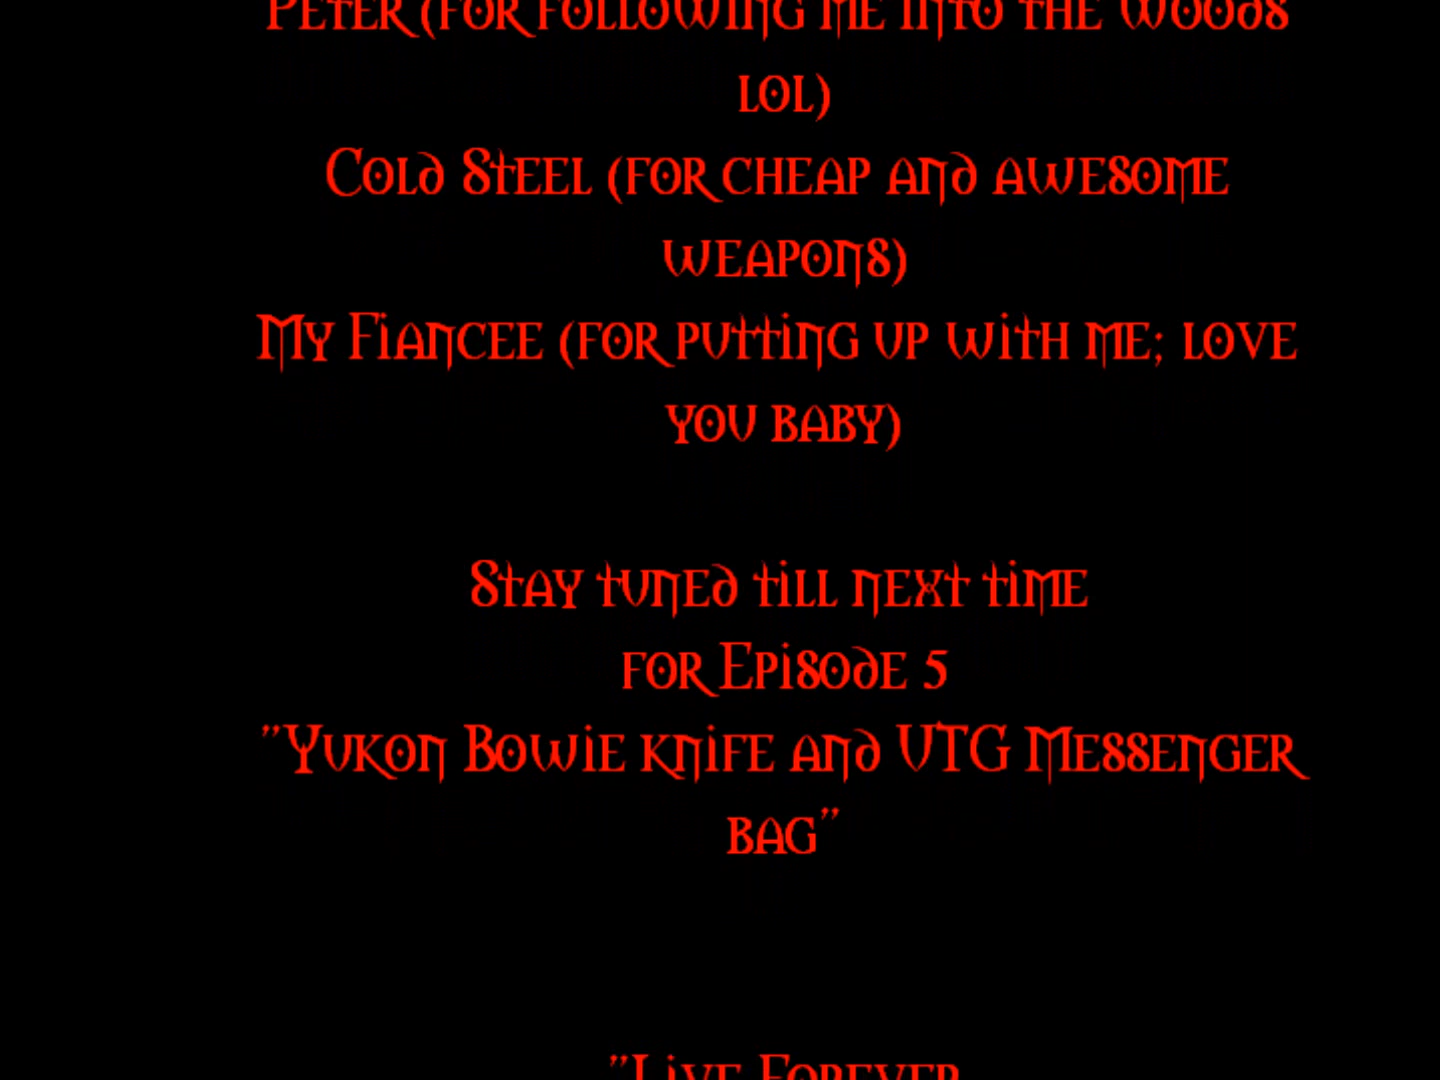 Peter (for following me into the woods
lol)
Cold Steel (for cheap and awesome
weapons)
My Fiancee (for putting up with me; love
you baby)
Stay tuned till next time
for Episode 5
"Yukon Bowie knife and UTG Messenger
bag"
"Live Forever